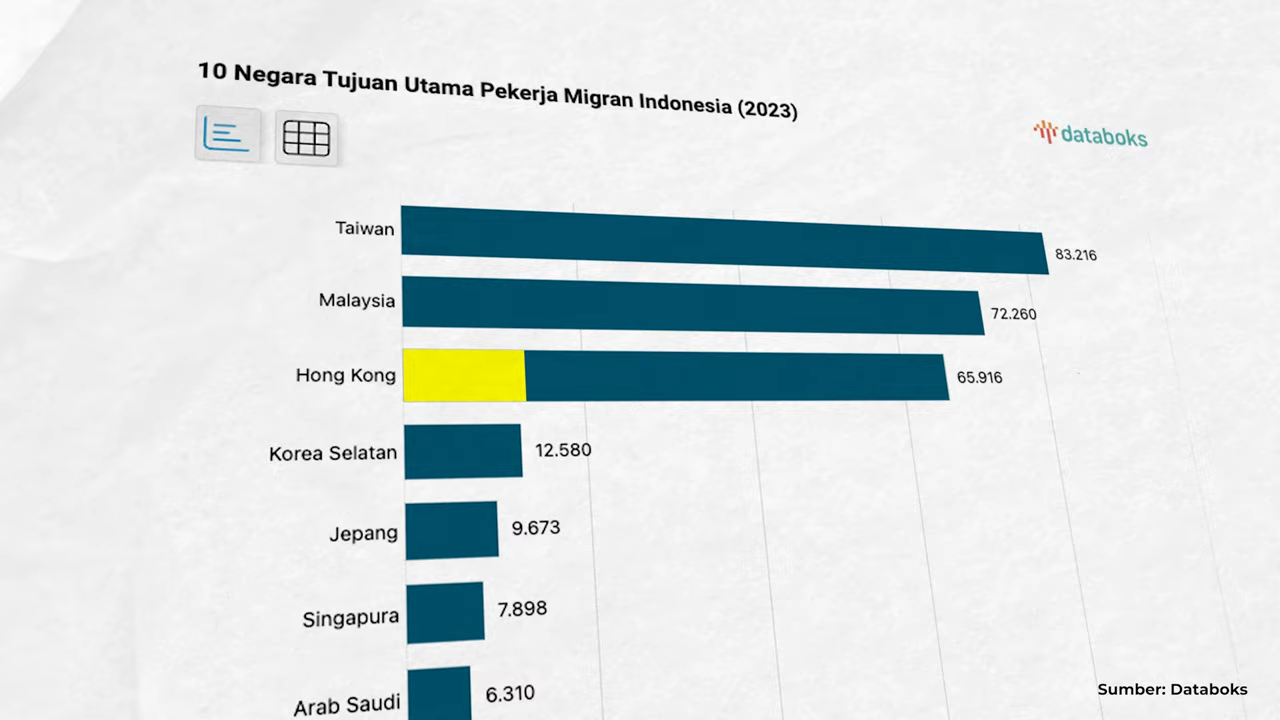 10 Negara Tujuan Utama Pekerja Migran Indonesia (2023)
databoks
Taiwan 83.216
Malaysia 72.260
Hong Kong 65.916
Korea Selatan 12.580
Jepang 9.673
Singapura 7.898
Arab Saudi 6.310
Sumber: Databoks